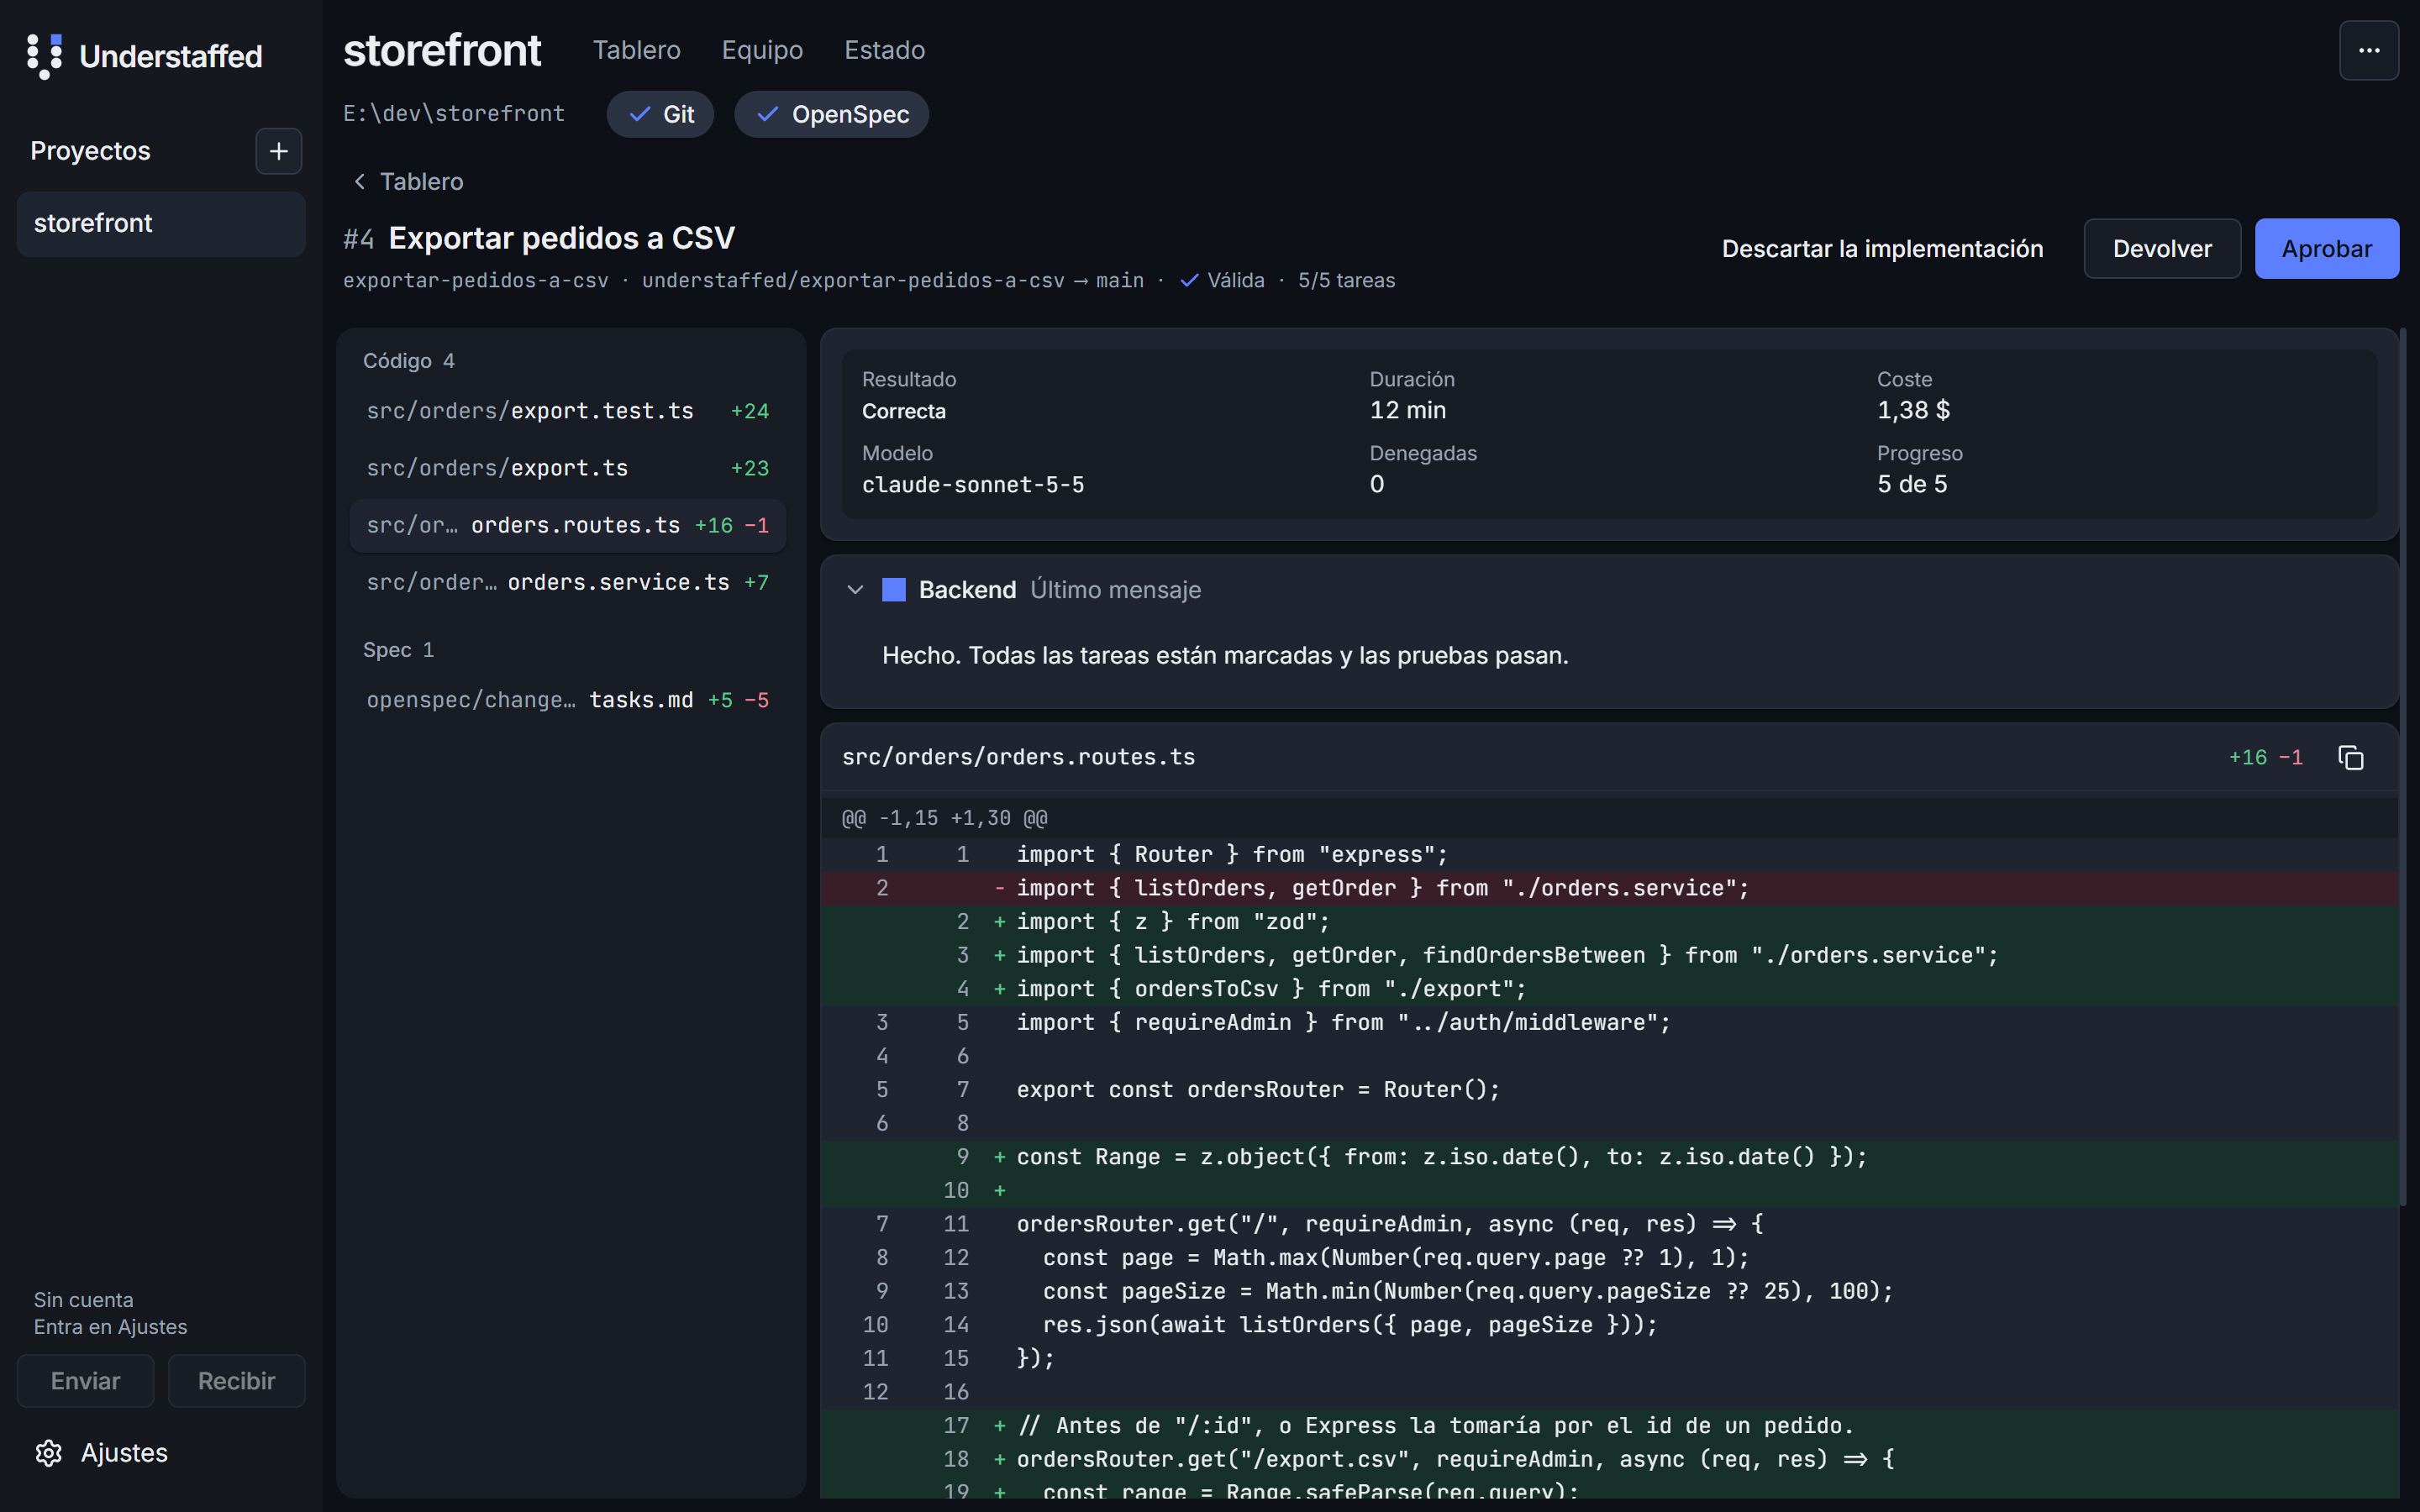 Understaffed
Proyectos
storefront
Sin cuenta
Entra en Ajustes
Enviar Recibir
Ajustes
storefront Tablero Equipo Estado
E:\dev\storefront Git OpenSpec
Tablero
#4 Exportar pedidos a CSV
exportar-pedidos-a-csv · understaffed/exportar-pedidos-a-csv → main · Válida · 5/5 tareas
Descartar la implementación Devolver Aprobar
Código 4
src/orders/export.test.ts +24
src/orders/export.ts +23
src/or… orders.routes.ts +16 −1
src/order… orders.service.ts +7
Spec 1
openspec/change… tasks.md +5 −5
Resultado Duración Coste
Correcta 12 min 1,38 $
Modelo Denegadas Progreso
claude-sonnet-5-5 0 5 de 5
Backend Último mensaje
Hecho. Todas las tareas están marcadas y las pruebas pasan.
src/orders/orders.routes.ts +16 −1
@@ -1,15 +1,30 @@
1 1 import { Router } from "express";
2 - import { listOrders, getOrder } from "./orders.service";
2 + import { z } from "zod";
3 + import { listOrders, getOrder, findOrdersBetween } from "./orders.service";
4 + import { ordersToCsv } from "./export";
3 5 import { requireAdmin } from "../auth/middleware";
4 6
5 7 export const ordersRouter = Router();
6 8
9 + const Range = z.object({ from: z.iso.date(), to: z.iso.date() });
10 +
7 11 ordersRouter.get("/", requireAdmin, async (req, res) => {
8 12 const page = Math.max(Number(req.query.page ?? 1), 1);
9 13 const pageSize = Math.min(Number(req.query.pageSize ?? 25), 100);
10 14 res.json(await listOrders({ page, pageSize }));
11 15 });
12 16
17 + // Antes de "/:id", o Express la tomaría por el id de un pedido.
18 + ordersRouter.get("/export.csv", requireAdmin, async (req, res) => {
19 + const range = Range.safeParse(req.query);